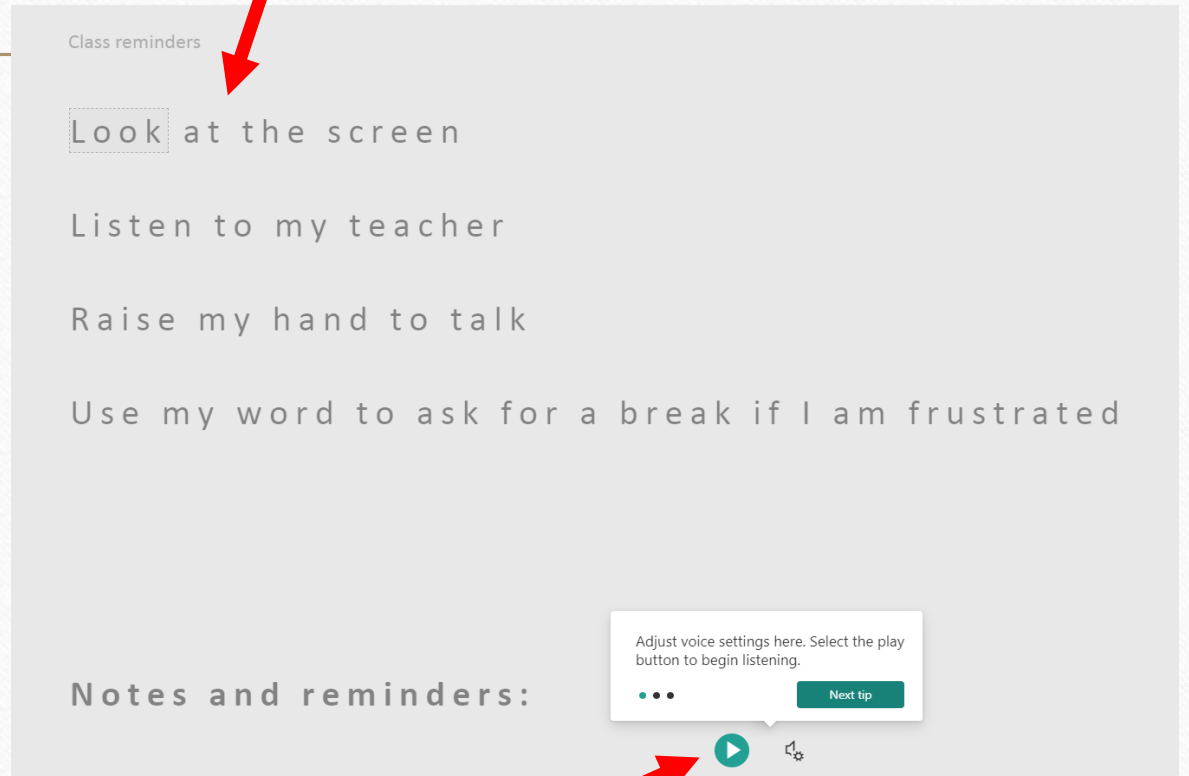 Class reminders
Look at the screen
Listen to my teacher
Raise my hand to talk
Use my word to ask for a break if I am frustrated
Adjust voice settings here. Select the play
button to begin listening.
Next tip
Notes and reminders: